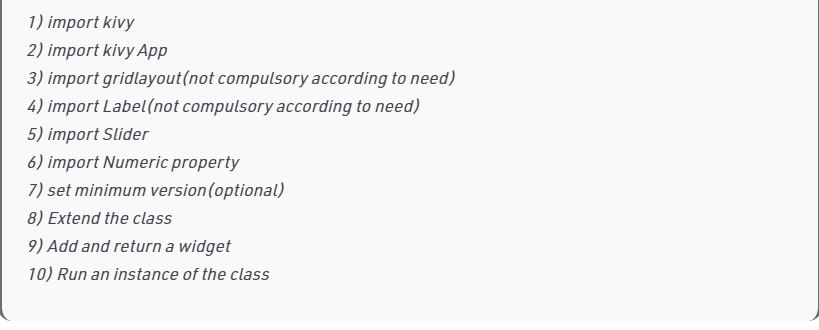 1) import kivy
2) import kivy App
3) import gridlayout(not compulsory according to need)
4) import Label(not compulsory according to need)
5) import Slider
6) import Numeric property
7) set minimum version(optional)
8) Extend the class
9) Add and return a widget
10) Run an instance of the class